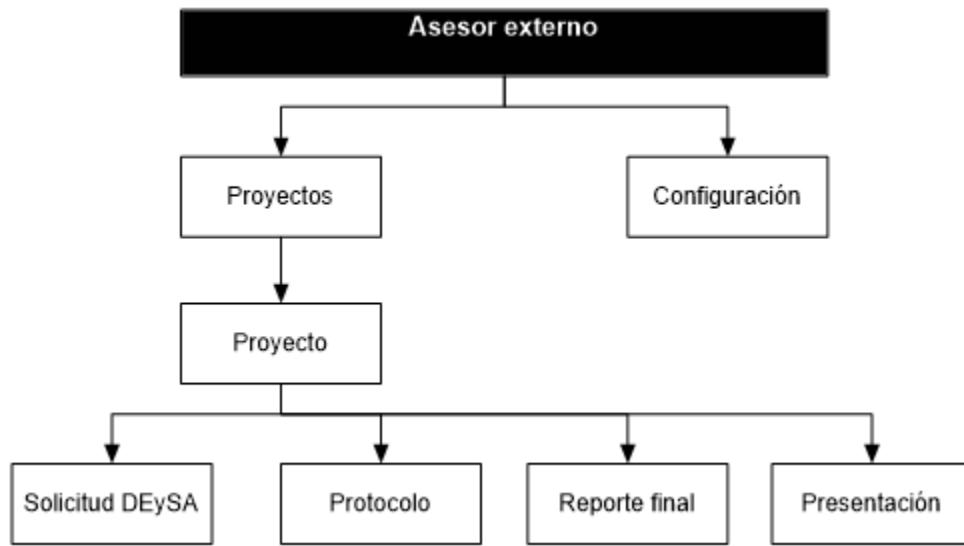 Asesor externo
Proyectos
Configuración
Proyecto
Solicitud DEySA
Protocolo
Reporte final
Presentación